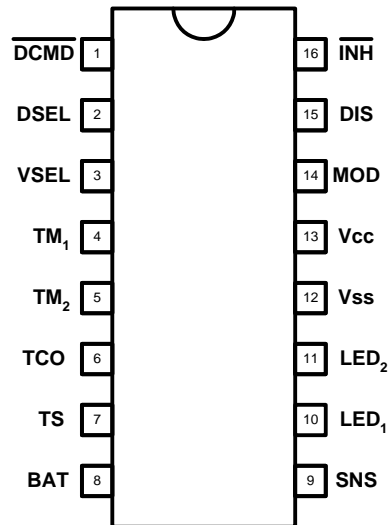 DCMD 1 16 INH
DSEL 2 15 DIS
VSEL 3 14 MOD
TM1 4 13 Vcc
TM2 5 12 Vss
TCO 6 11 LED2
TS 7 10 LED1
BAT 8 9 SNS